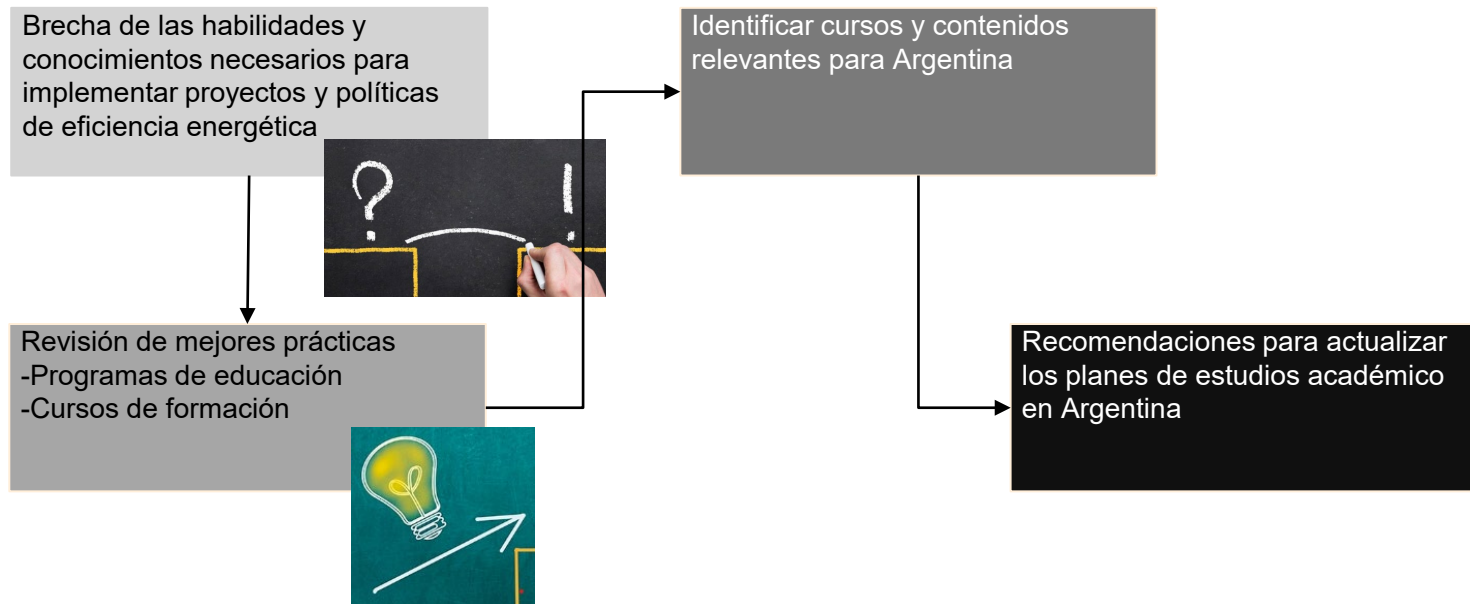 Brecha de las habilidades y
conocimientos necesarios para
implementar proyectos y políticas
de eficiencia energética
Revisión de mejores prácticas
-Programas de educación
-Cursos de formación
Identificar cursos y contenidos
relevantes para Argentina
Recomendaciones para actualizar
los planes de estudios académico
en Argentina
? !